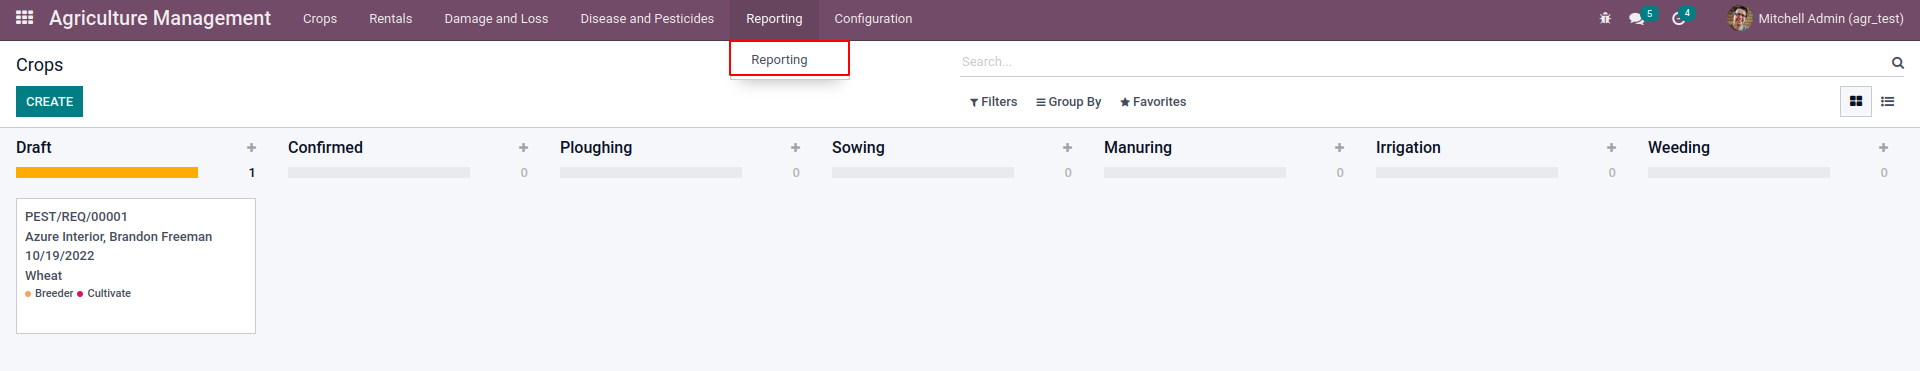 Agriculture Management Crops Rentals Damage and Loss Disease and Pesticides Reporting Configuration 5 4 Mitchell Admin (agr_test)
Reporting
Crops
Search...
CREATE
Filters Group By Favorites
Draft Confirmed Ploughing Sowing Manuring Irrigation Weeding
1 0 0 0 0 0 0
PEST/REQ/00001
Azure Interior, Brandon Freeman
10/19/2022
Wheat
Breeder Cultivate